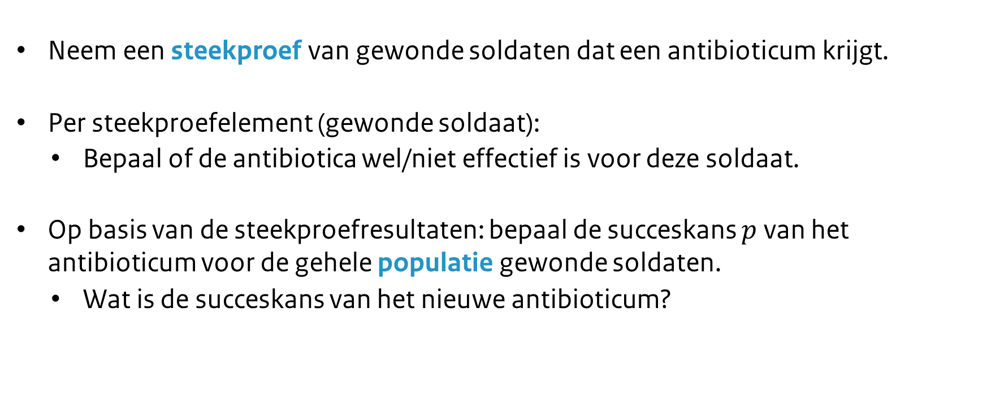 • Neem een steekproef van gewonde soldaten dat een antibioticum krijgt.
• Per steekproefelement (gewonde soldaat):
• Bepaal of de antibiotica wel/niet effectief is voor deze soldaat.
• Op basis van de steekproefresultaten: bepaal de succeskans p van het
antibioticum voor de gehele populatie gewonde soldaten.
• Wat is de succeskans van het nieuwe antibioticum?